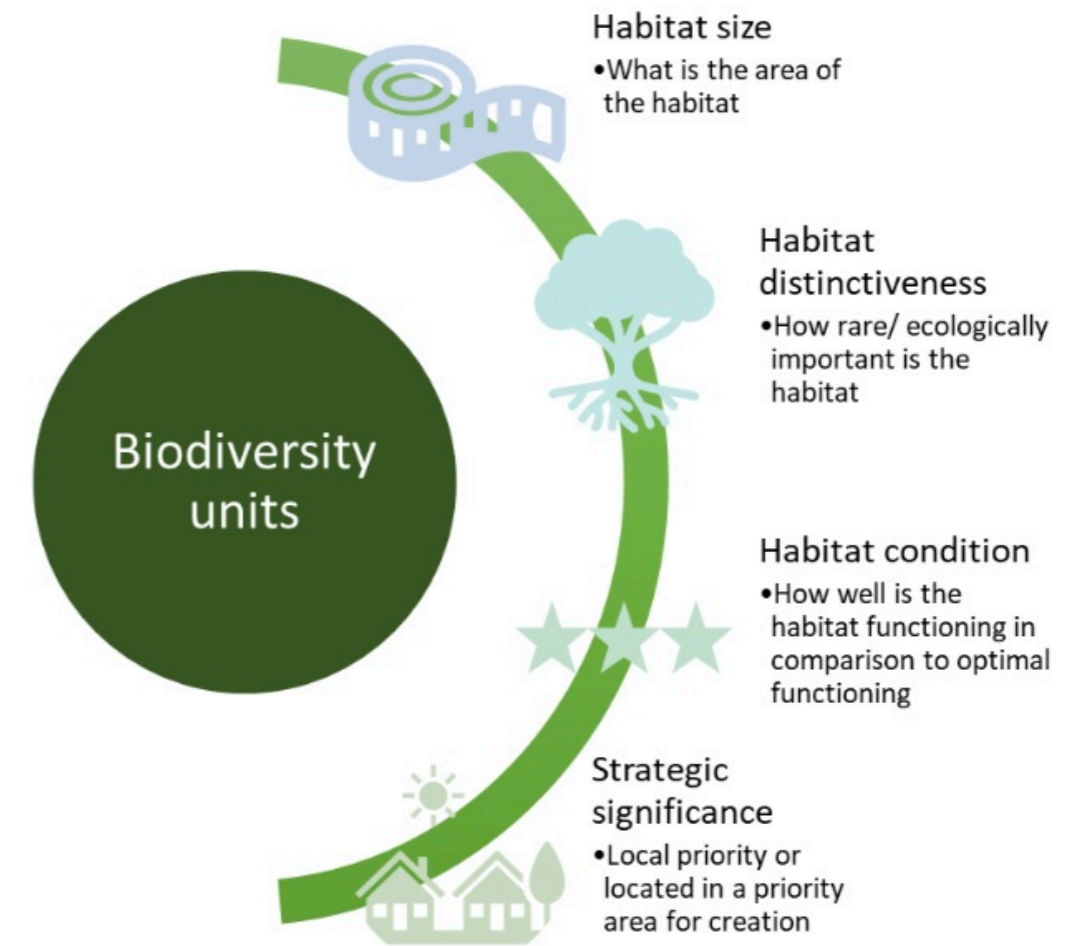 Habitat size
•What is the area of
the habitat
Habitat
distinctiveness
•How rare/ ecologically
important is the
habitat
Biodiversity
units
Habitat condition
•How well is the
habitat functioning in
comparison to optimal
functioning
Strategic
significance
•Local priority or
located in a priority
area for creation